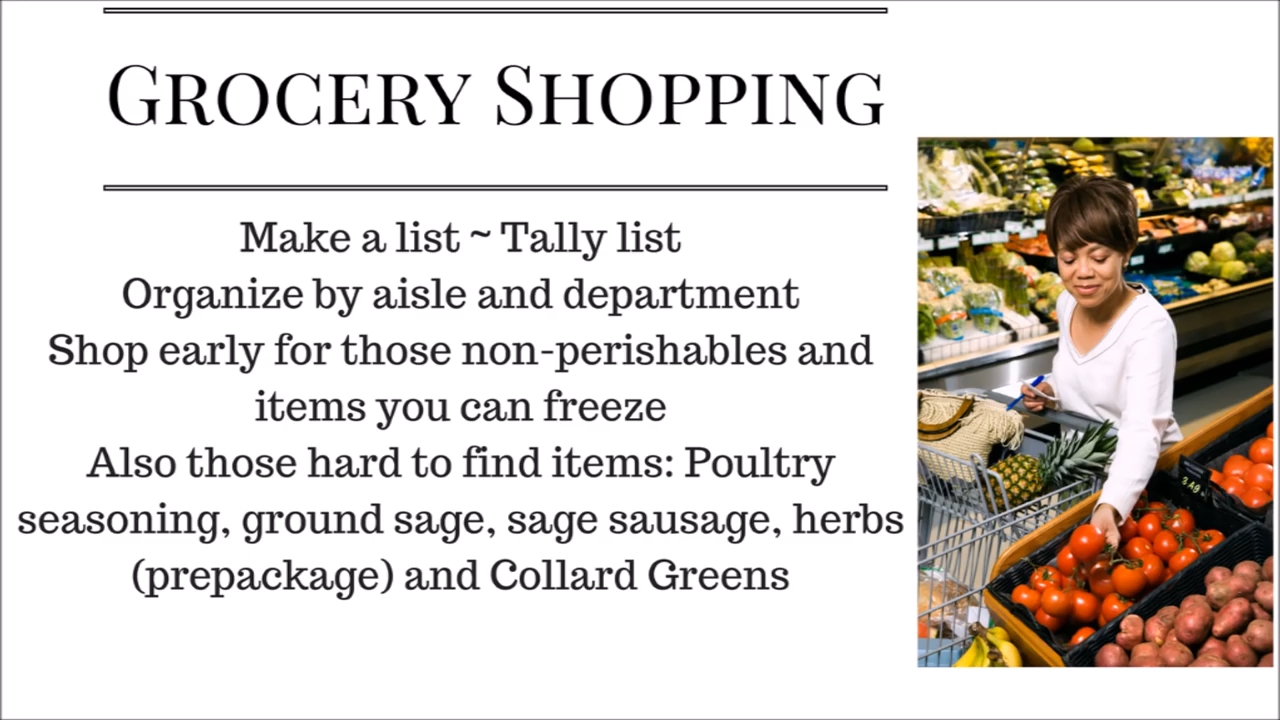 Grocery Shopping
Make a list ~ Tally list
Organize by aisle and department
Shop early for those non-perishables and
items you can freeze
Also those hard to find items: Poultry
seasoning, ground sage, sage sausage, herbs
(prepackage) and Collard Greens
3.49